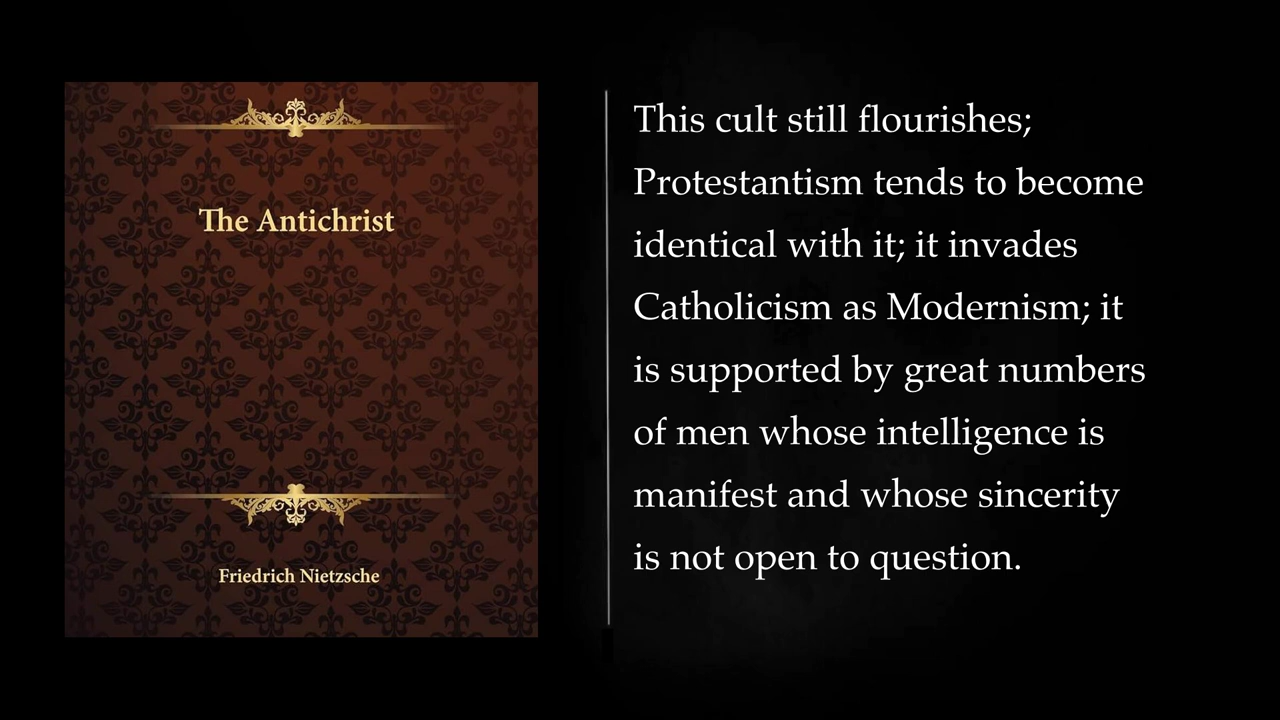 The Antichrist
Friedrich Nietzsche
This cult still flourishes;
Protestantism tends to become
identical with it; it invades
Catholicism as Modernism; it
is supported by great numbers
of men whose intelligence is
manifest and whose sincerity
is not open to question.